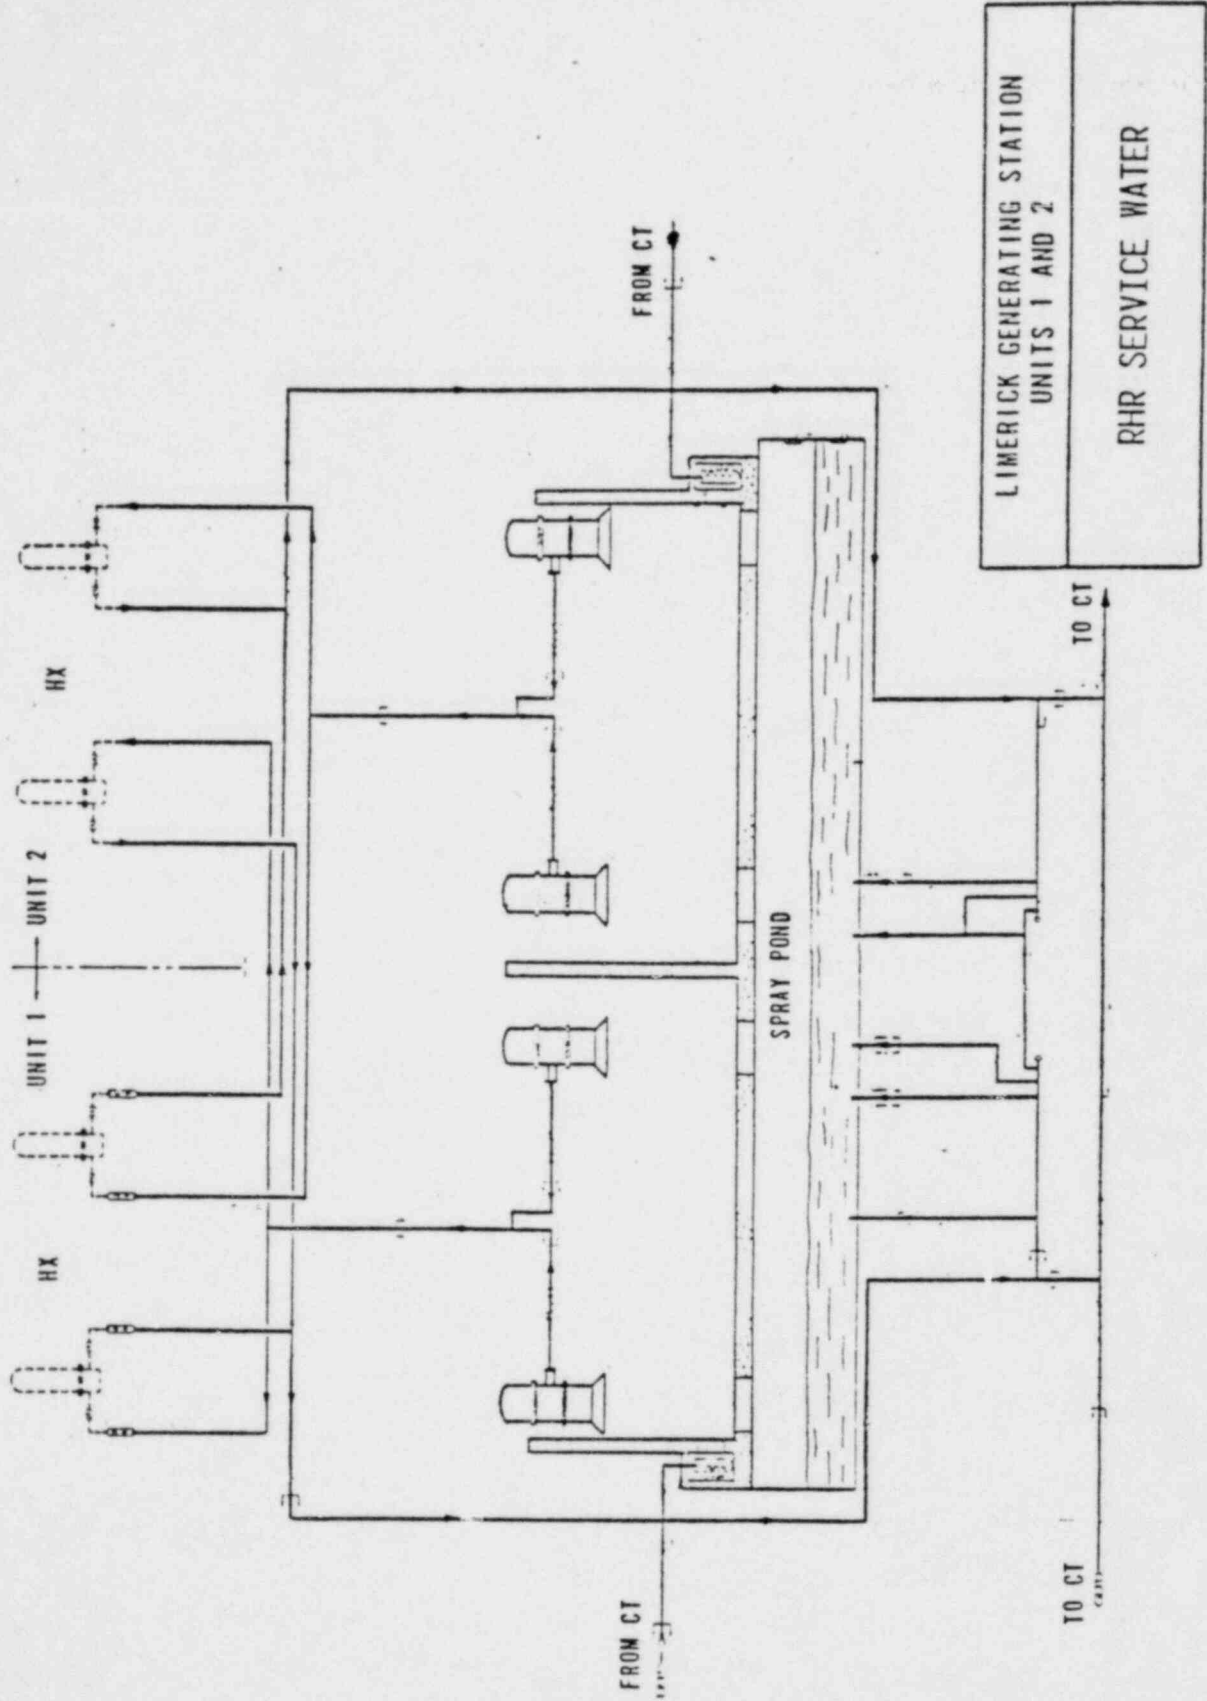 HX
HX
UNIT 1
UNIT 2
FROM CT
FROM CT
SPRAY POND
TO CT
TO CT
LIMERICK GENERATING STATION
UNITS 1 AND 2
RHR SERVICE WATER